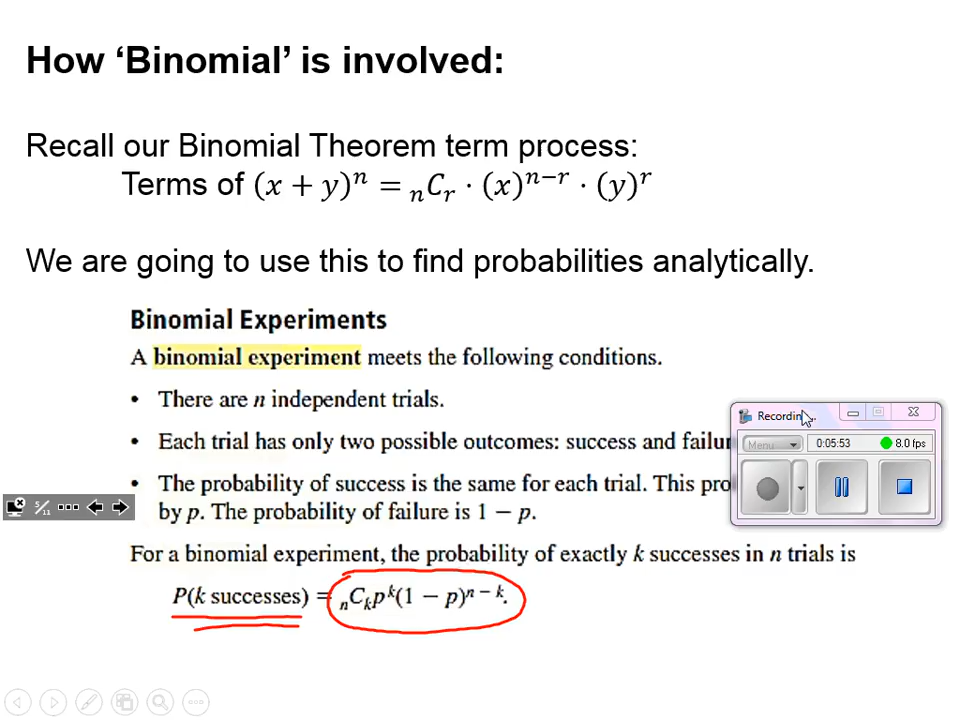 How ‘Binomial’ is involved:
Recall our Binomial Theorem term process:
Terms of (x + y)ⁿ = ₙCᵣ · (x)ⁿ⁻ʳ · (y)ʳ
We are going to use this to find probabilities analytically.
Binomial Experiments
A binomial experiment meets the following conditions.
• There are n independent trials.
• Each trial has only two possible outcomes: success and
• The probability of success is the same for each trial. This
by p. The probability of failure is 1 − p.
For a binomial experiment, the probability of exactly k successes in n trials is
P(k successes) = ₙCₖpᵏ(1 − p)ⁿ⁻ᵏ.
Menu
0:05:53
8.0 fps
5/11